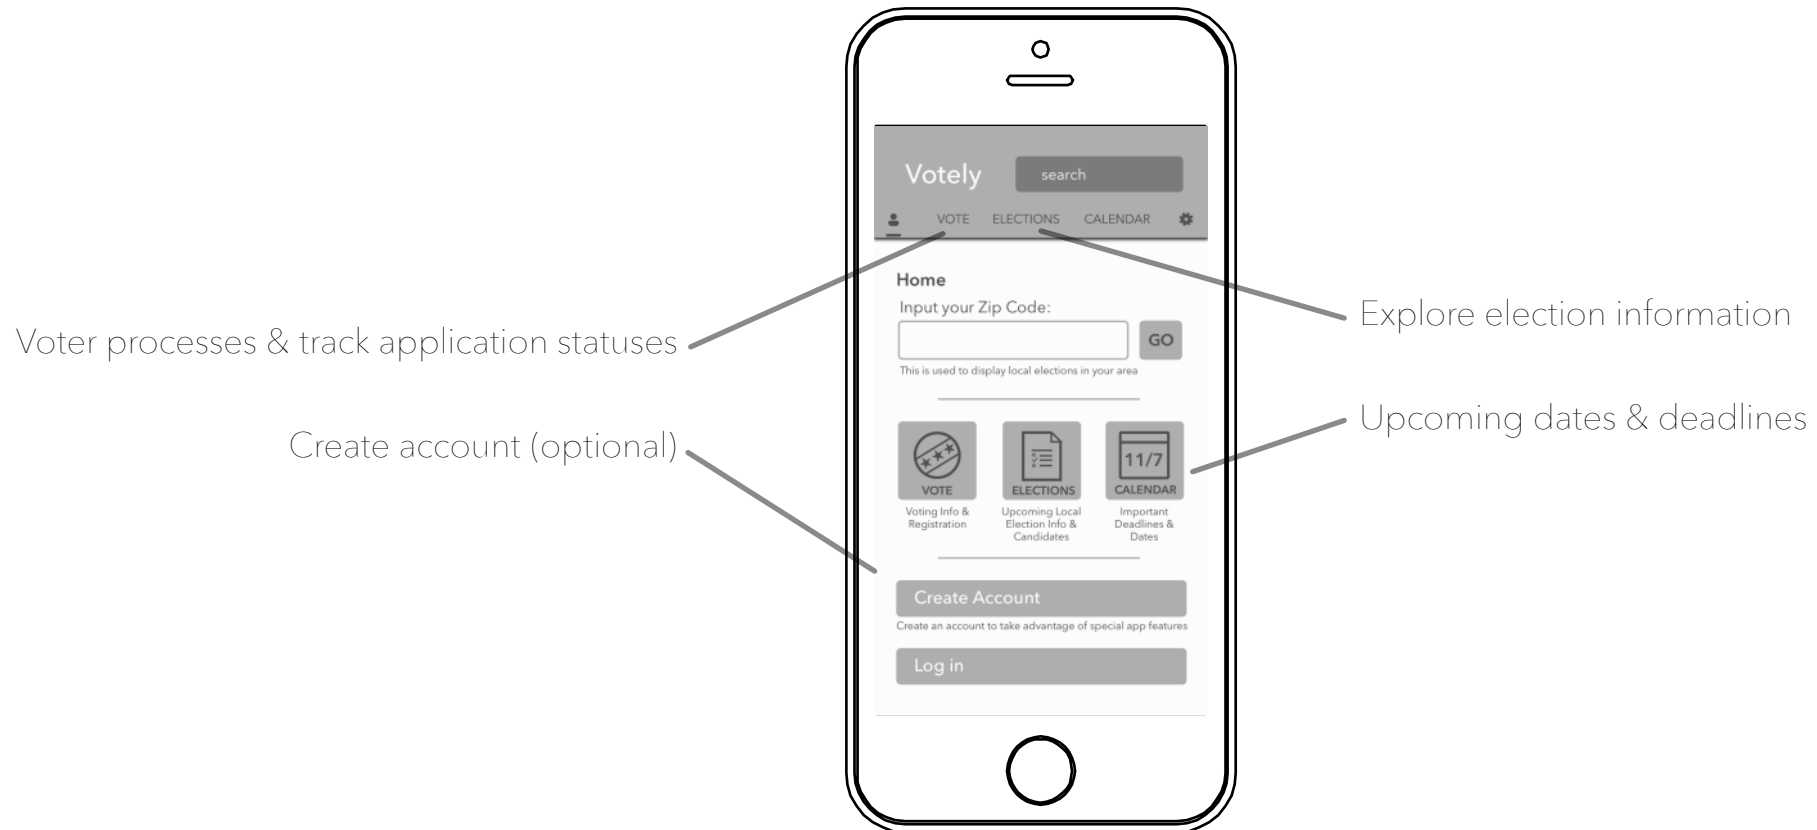 Votely
search
VOTE ELECTIONS CALENDAR
Home
Input your Zip Code:
GO
This is used to display local elections in your area
11/7
VOTE
ELECTIONS
CALENDAR
Voting Info &
Registration
Upcoming Local
Election Info &
Candidates
Important
Deadlines &
Dates
Create Account
Create an account to take advantage of special app features
Log in
Voter processes & track application statuses
Create account (optional)
Explore election information
Upcoming dates & deadlines